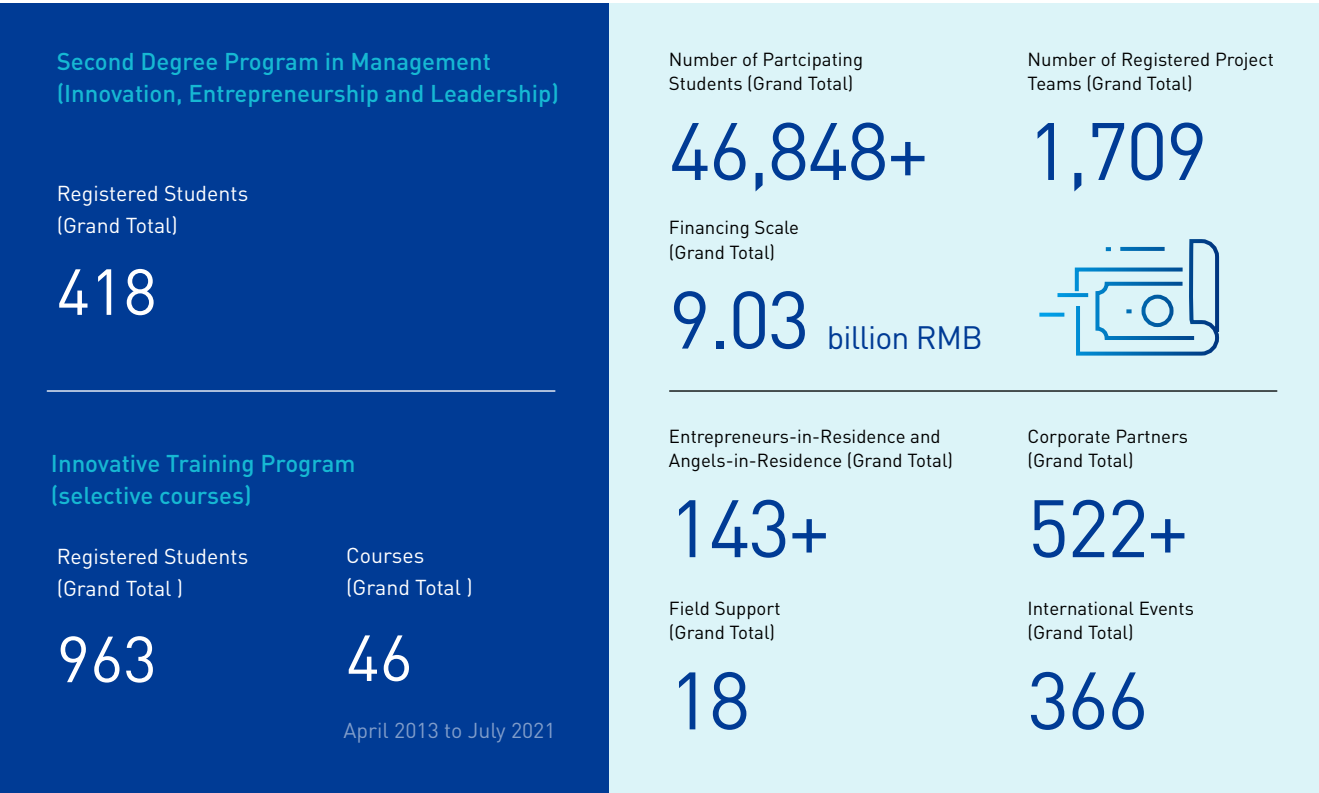 Second Degree Program in Management
(Innovation, Entrepreneurship and Leadership)
Registered Students
(Grand Total)
418
Innovative Training Program
(selective courses)
Registered Students
(Grand Total )
963
Courses
(Grand Total )
46
April 2013 to July 2021
Number of Partcipating
Students (Grand Total)
46,848+
Number of Registered Project
Teams (Grand Total)
1,709
Financing Scale
(Grand Total)
9.03 billion RMB
Entrepreneurs-in-Residence and
Angels-in-Residence (Grand Total)
143+
Corporate Partners
(Grand Total)
522+
Field Support
(Grand Total)
18
International Events
(Grand Total)
366